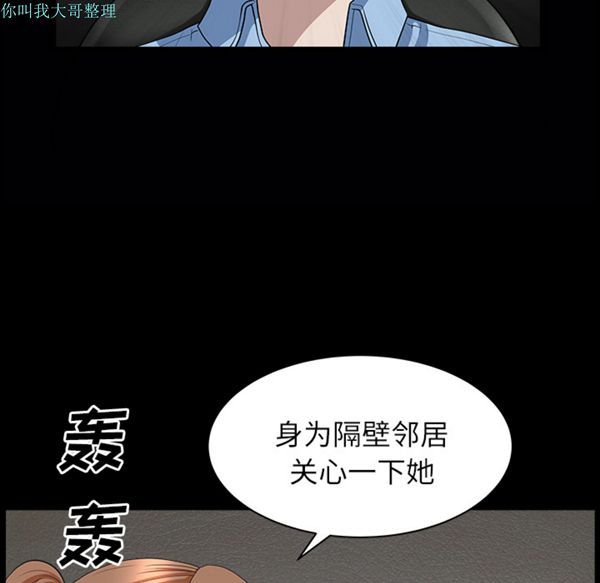 你叫我大哥整理
身为隔壁邻居
关心一下她
轰
轰